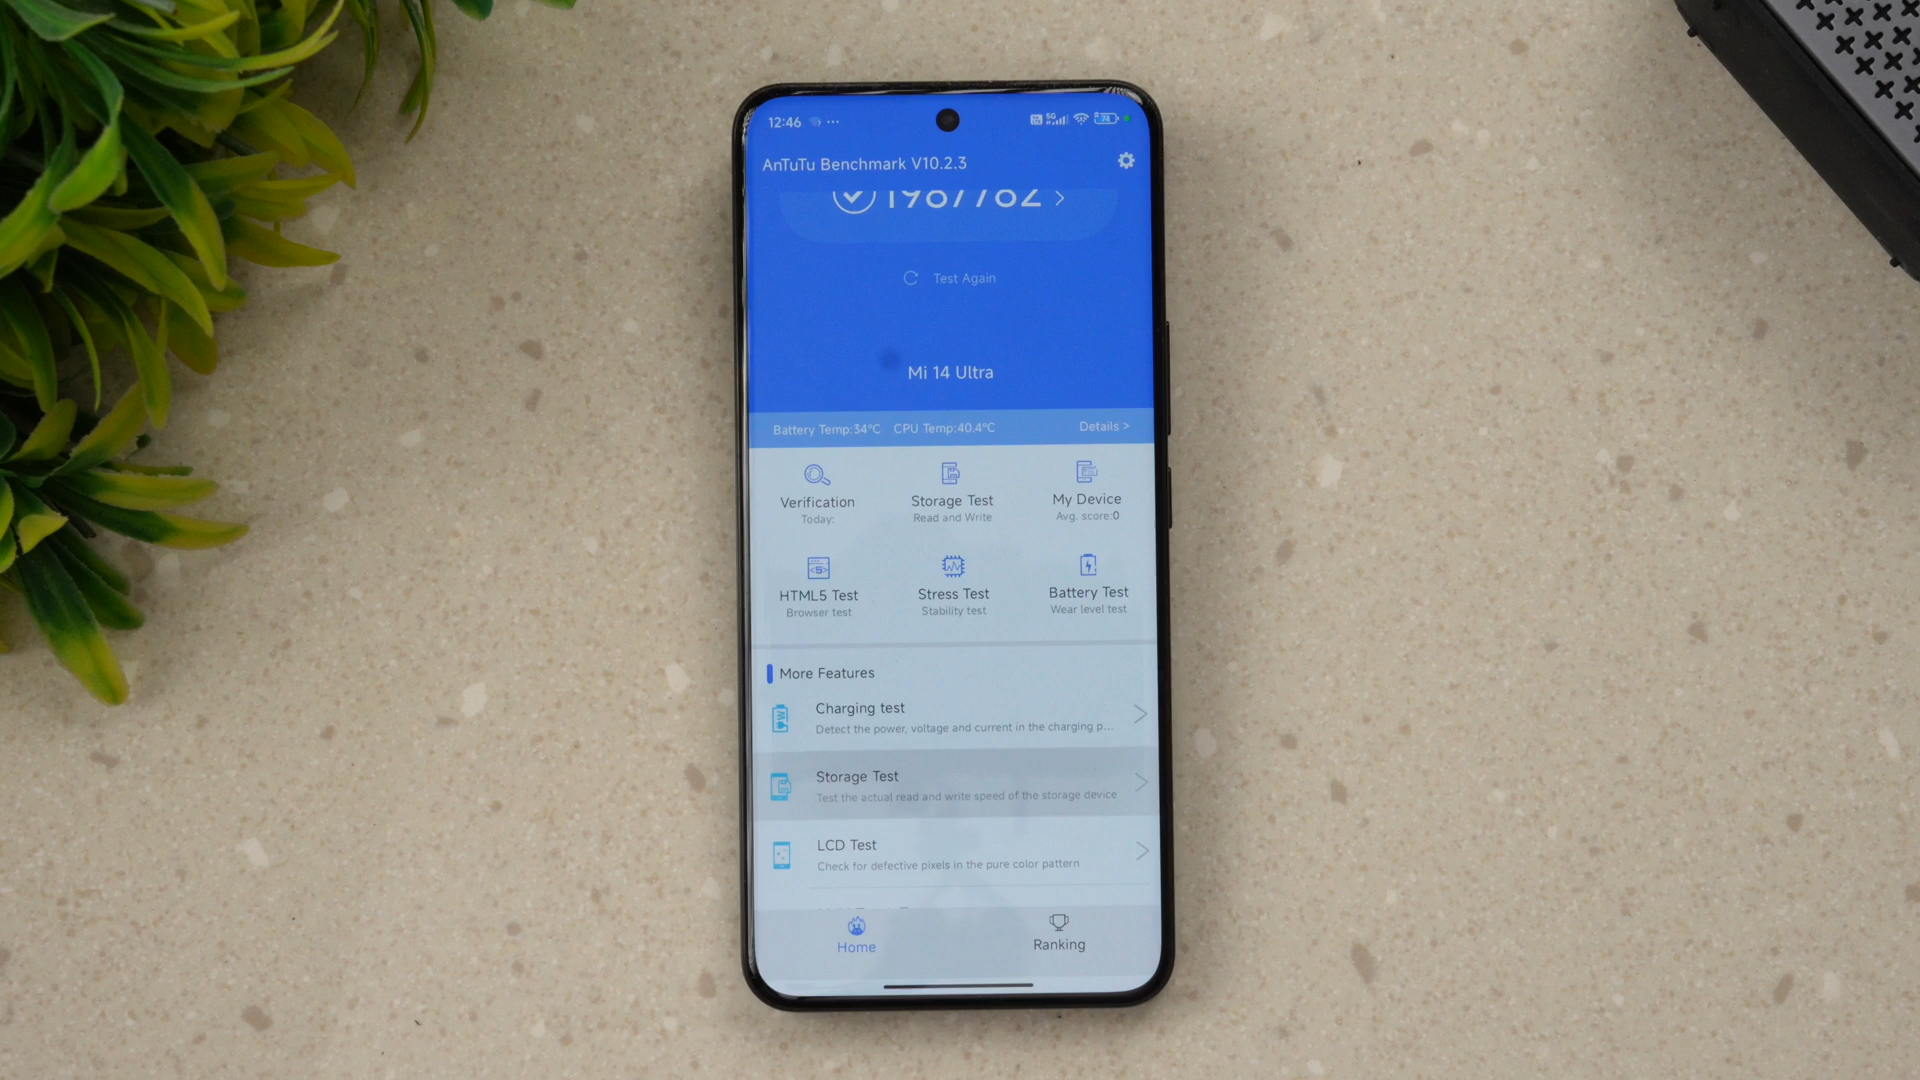 12:46
5G
74
AnTuTu Benchmark V10.2.3
1987782 >
Test Again
Mi 14 Ultra
Battery Temp:34°C CPU Temp:40.4°C Details >
Verification
Today:
Storage Test
Read and Write
My Device
Avg. score:0
HTML5 Test
Browser test
Stress Test
Stability test
Battery Test
Wear level test
More Features
Charging test
Detect the power, voltage and current in the charging p...
Storage Test
Test the actual read and write speed of the storage device
LCD Test
Check for defective pixels in the pure color pattern
Home
Ranking